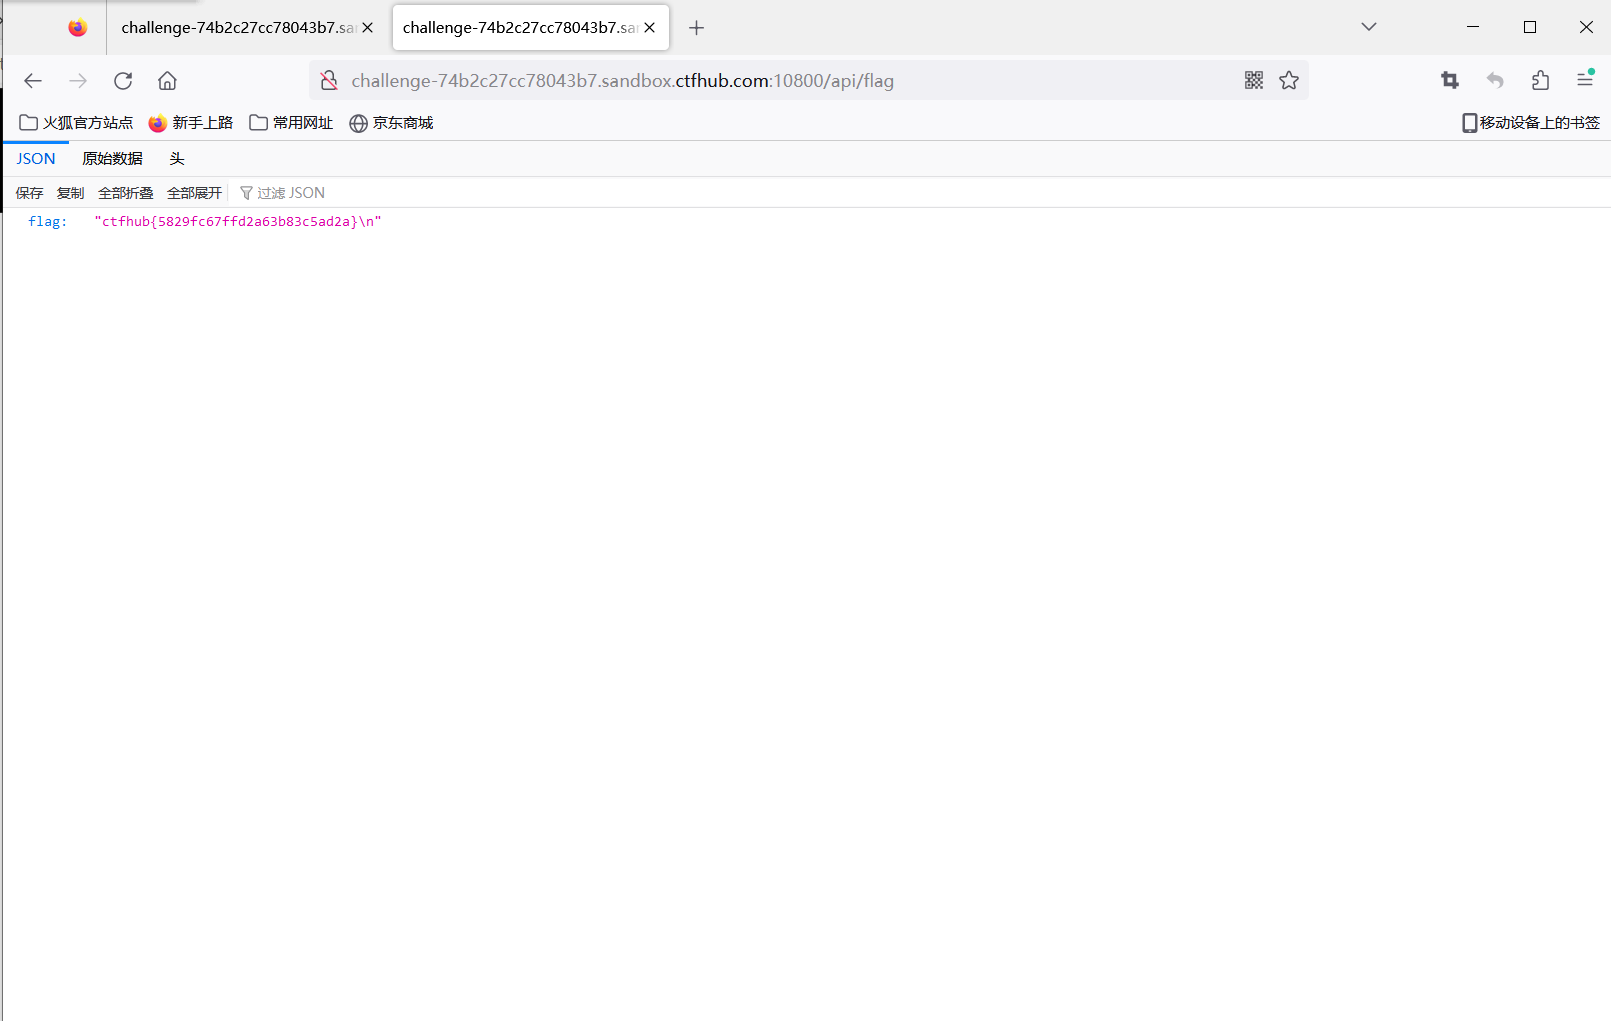 challenge-74b2c27cc78043b7.sa
challenge-74b2c27cc78043b7.sa
challenge-74b2c27cc78043b7.sandbox.ctfhub.com:10800/api/flag
火狐官方站点 新手上路 常用网址 京东商城 移动设备上的书签
JSON 原始数据 头
保存 复制 全部折叠 全部展开 过滤 JSON
flag: "ctfhub{5829fc67ffd2a63b83c5ad2a}\n"